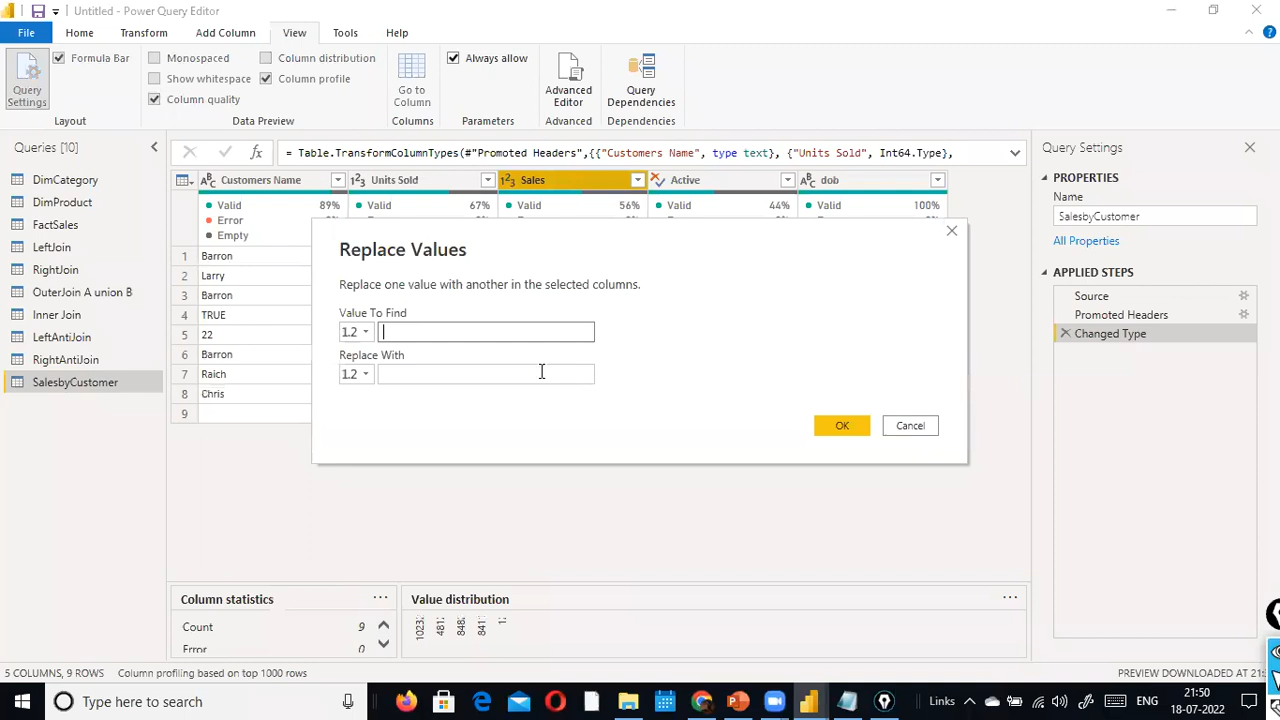 Untitled - Power Query Editor
File Home Transform Add Column View Tools Help
Query Settings
Formula Bar
Monospaced
Show whitespace
Column quality
Column distribution
Column profile
Go to Column
Always allow
Advanced Editor
Query Dependencies
Layout
Data Preview
Columns
Parameters
Advanced
Dependencies
Queries [10]
DimCategory
DimProduct
FactSales
LeftJoin
RightJoin
OuterJoin A union B
Inner Join
LeftAntiJoin
RightAntiJoin
SalesbyCustomer
fx = Table.TransformColumnTypes(#"Promoted Headers",{{"Customers Name", type text}, {"Units Sold", Int64.Type},
Customers Name Units Sold Sales Active dob
Valid 89% Valid 67% Valid 56% Valid 44% Valid 100%
Error
Empty
1 Barron
2 Larry
3 Barron
4 TRUE
5 22
6 Barron
7 Raich
8 Chris
9
Replace Values
Replace one value with another in the selected columns.
Value To Find
1.2
Replace With
1.2
OK Cancel
Query Settings
PROPERTIES
Name
SalesbyCustomer
All Properties
APPLIED STEPS
Source
Promoted Headers
Changed Type
Column statistics
Count 9
Error 0
Value distribution
5 COLUMNS, 9 ROWS Column profiling based on top 1000 rows
PREVIEW DOWNLOADED AT 21:
Type here to search
Links
ENG
21:50
18-07-2022